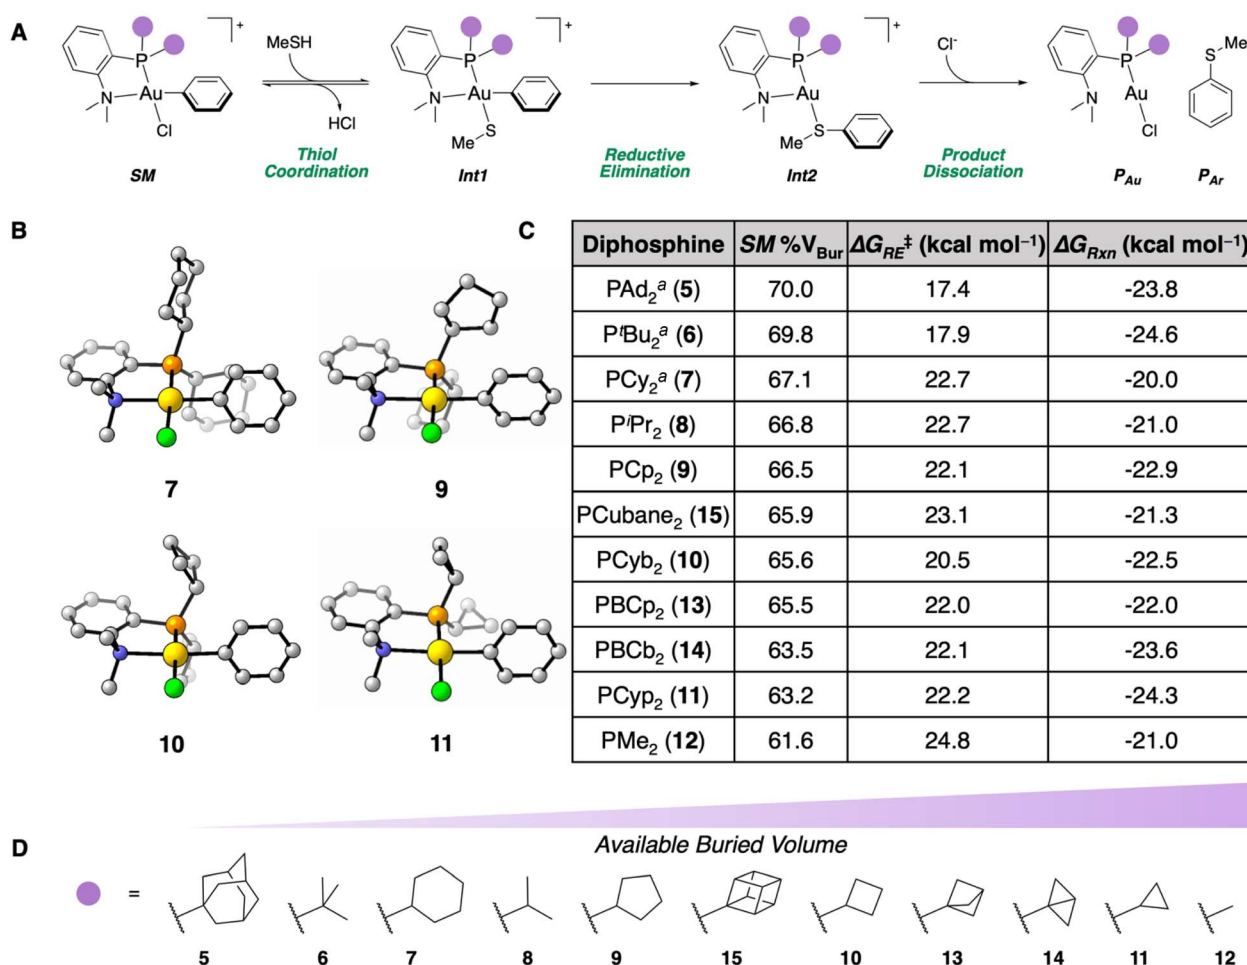 A
MeSH
HCl
Thiol
Coordination
Reductive
Elimination
Cl-
Product
Dissociation
P
N
Au
Cl
+
SM
P
N
Au
S
Me
+
Int1
P
N
Au
Me
S
+
Int2
P
N
Au
Cl
PAu
S
Me
PAr
B
7
9
10
11
C
Diphosphine SM %VBur ΔGRE‡ (kcal mol−1) ΔGRxn (kcal mol−1)
PAd2a (5) 70.0 17.4 -23.8
PtBu2a (6) 69.8 17.9 -24.6
PCy2a (7) 67.1 22.7 -20.0
PiPr2 (8) 66.8 22.7 -21.0
PCp2 (9) 66.5 22.1 -22.9
PCubane2 (15) 65.9 23.1 -21.3
PCyb2 (10) 65.6 20.5 -22.5
PBCp2 (13) 65.5 22.0 -22.0
PBCb2 (14) 63.5 22.1 -23.6
PCyp2 (11) 63.2 22.2 -24.3
PMe2 (12) 61.6 24.8 -21.0
D
Available Buried Volume
=
5 6 7 8 9 15 10 13 14 11 12